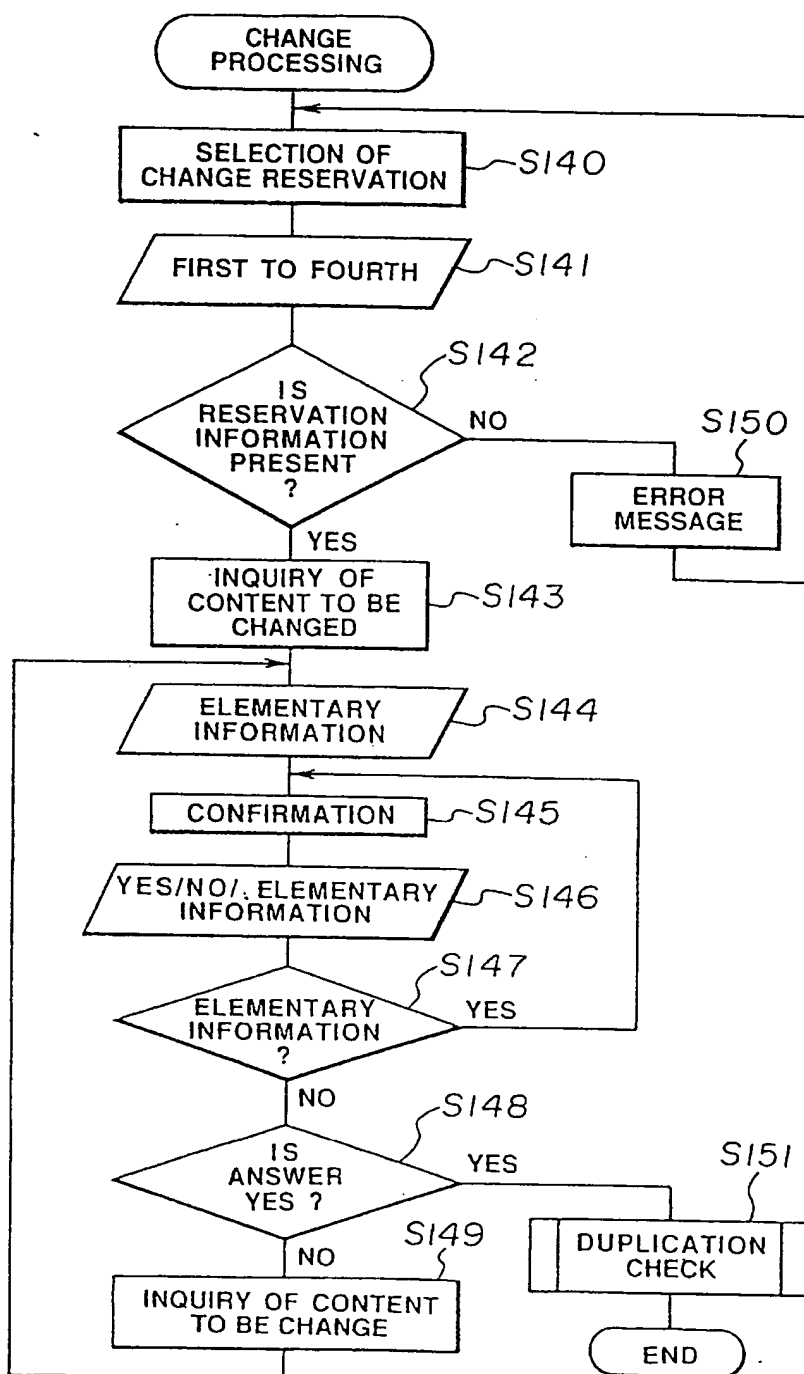 CHANGE
PROCESSING
SELECTION OF
CHANGE RESERVATION
S140
FIRST TO FOURTH
S141
S142
IS
RESERVATION
INFORMATION
PRESENT
?
NO
S150
ERROR
MESSAGE
YES
INQUIRY OF
CONTENT TO BE
CHANGED
S143
ELEMENTARY
INFORMATION
S144
CONFIRMATION
S145
YES/NO/ ELEMENTARY
INFORMATION
S146
S147
ELEMENTARY
INFORMATION
?
YES
NO
S148
IS
ANSWER
YES ?
YES
S151
DUPLICATION
CHECK
NO
S149
INQUIRY OF CONTENT
TO BE CHANGE
END